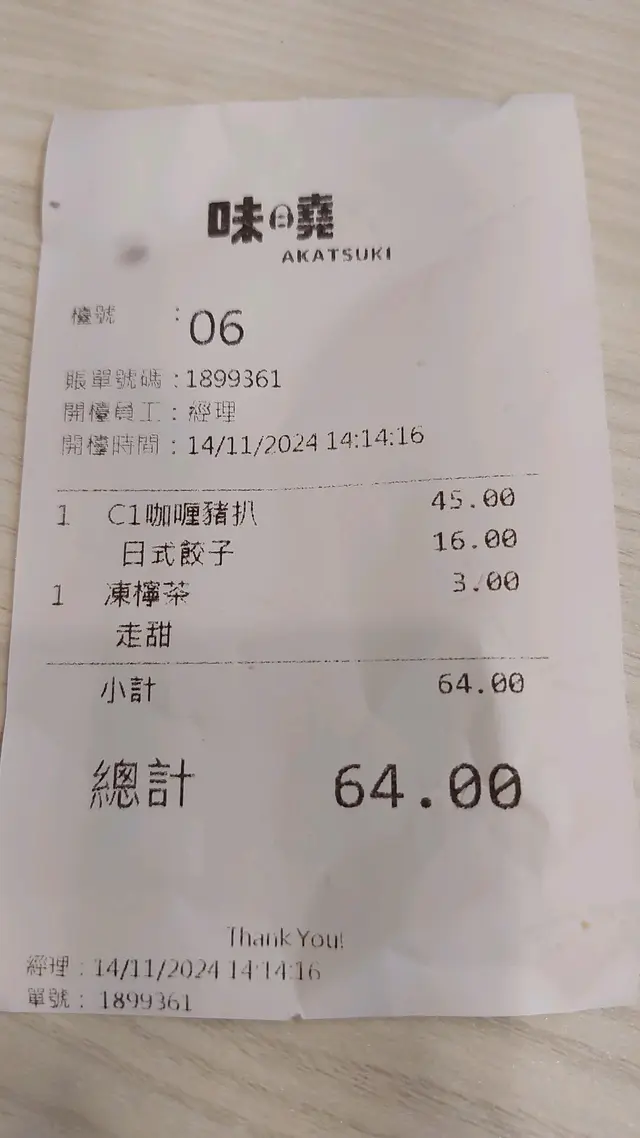 味曉
AKATSUKI
檯號 : 06
賬單號碼 : 1899361
開檯員工 : 經理
開檯時間 : 14/11/2024 14:14:16
1 C1咖喱豬扒 45.00
日式餃子 16.00
1 凍檸茶 3.00
走甜
小計 64.00
總計 64.00
Thank You!
經理 : 14/11/2024 14:14:16
單號 : 1899361